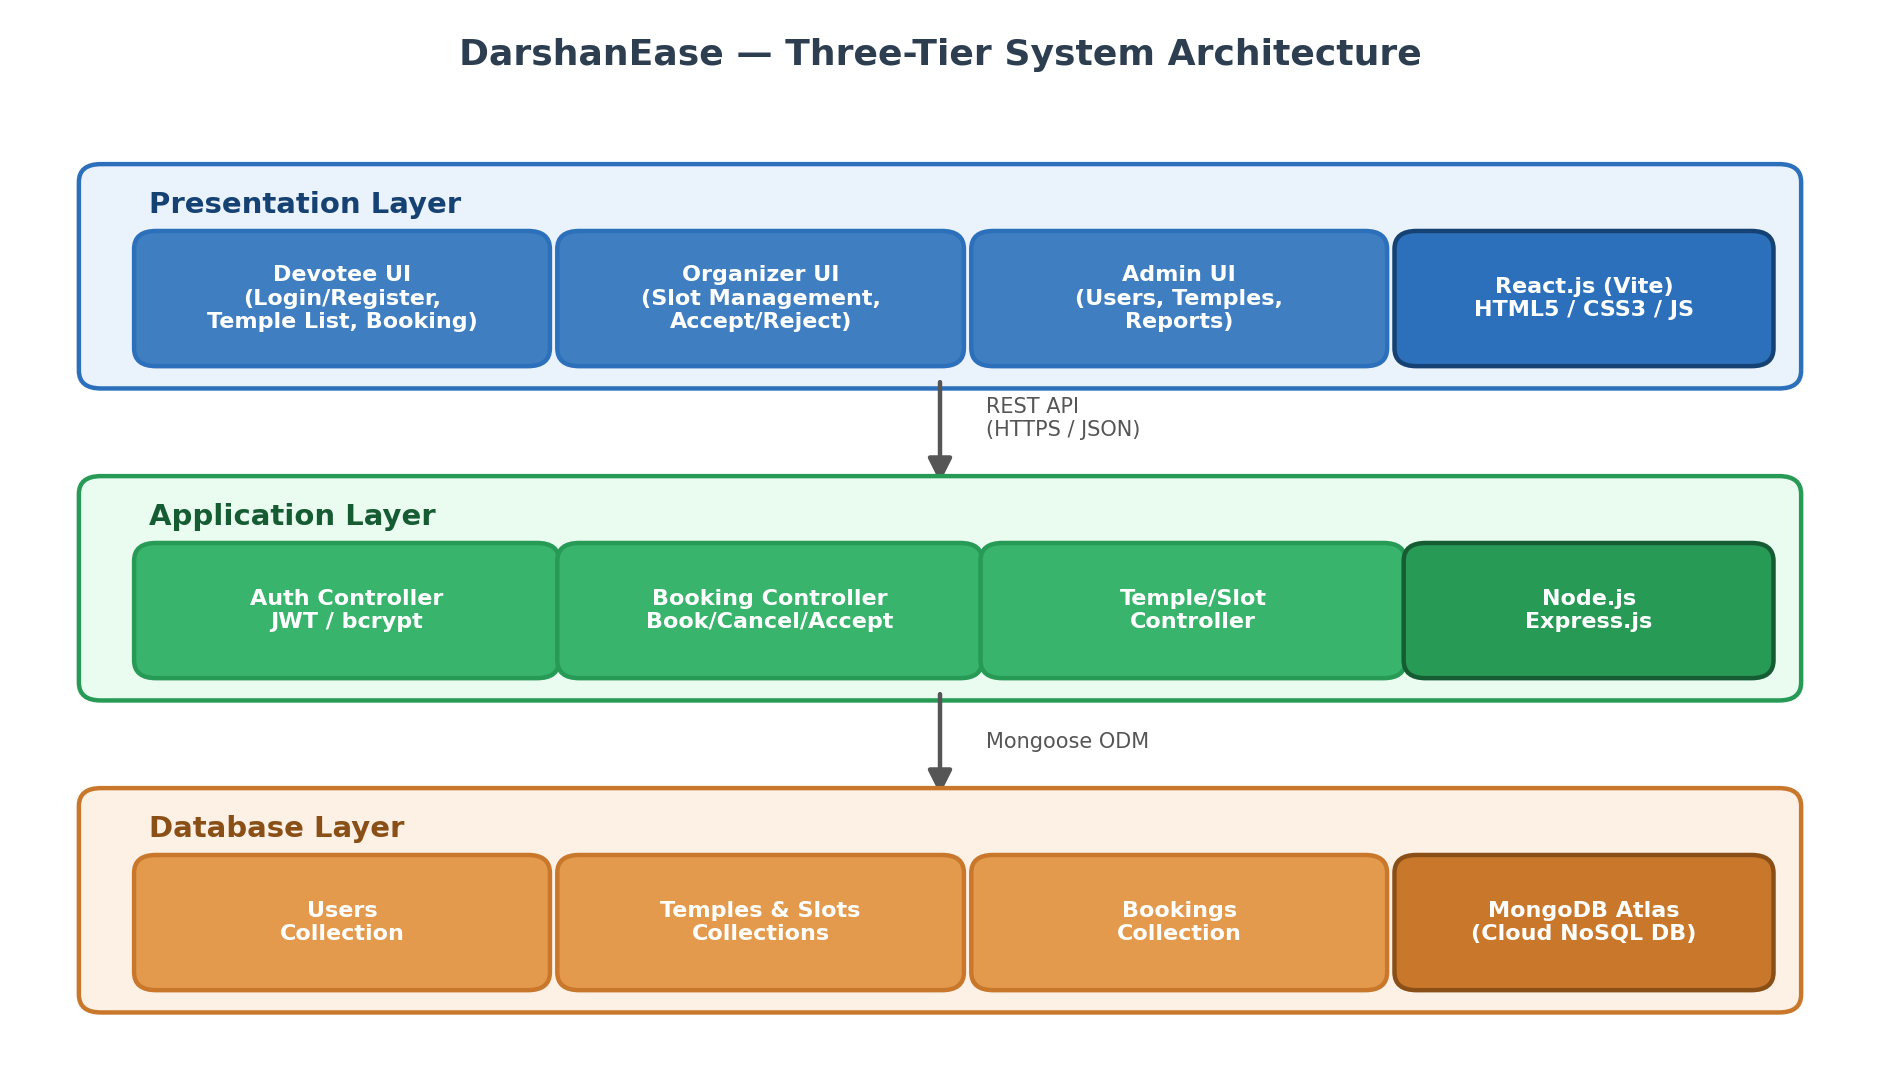 DarshanEase — Three-Tier System Architecture
Presentation Layer
Devotee UI
(Login/Register,
Temple List, Booking)
Organizer UI
(Slot Management,
Accept/Reject)
Admin UI
(Users, Temples,
Reports)
React.js (Vite)
HTML5 / CSS3 / JS
REST API
(HTTPS / JSON)
Application Layer
Auth Controller
JWT / bcrypt
Booking Controller
Book/Cancel/Accept
Temple/Slot
Controller
Node.js
Express.js
Mongoose ODM
Database Layer
Users
Collection
Temples & Slots
Collections
Bookings
Collection
MongoDB Atlas
(Cloud NoSQL DB)